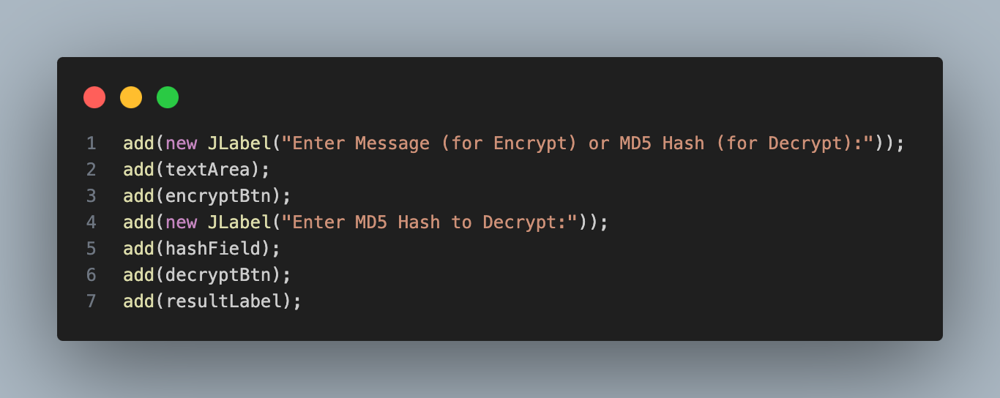 1 add(new JLabel("Enter Message (for Encrypt) or MD5 Hash (for Decrypt):"));
2 add(textArea);
3 add(encryptBtn);
4 add(new JLabel("Enter MD5 Hash to Decrypt:"));
5 add(hashField);
6 add(decryptBtn);
7 add(resultLabel);